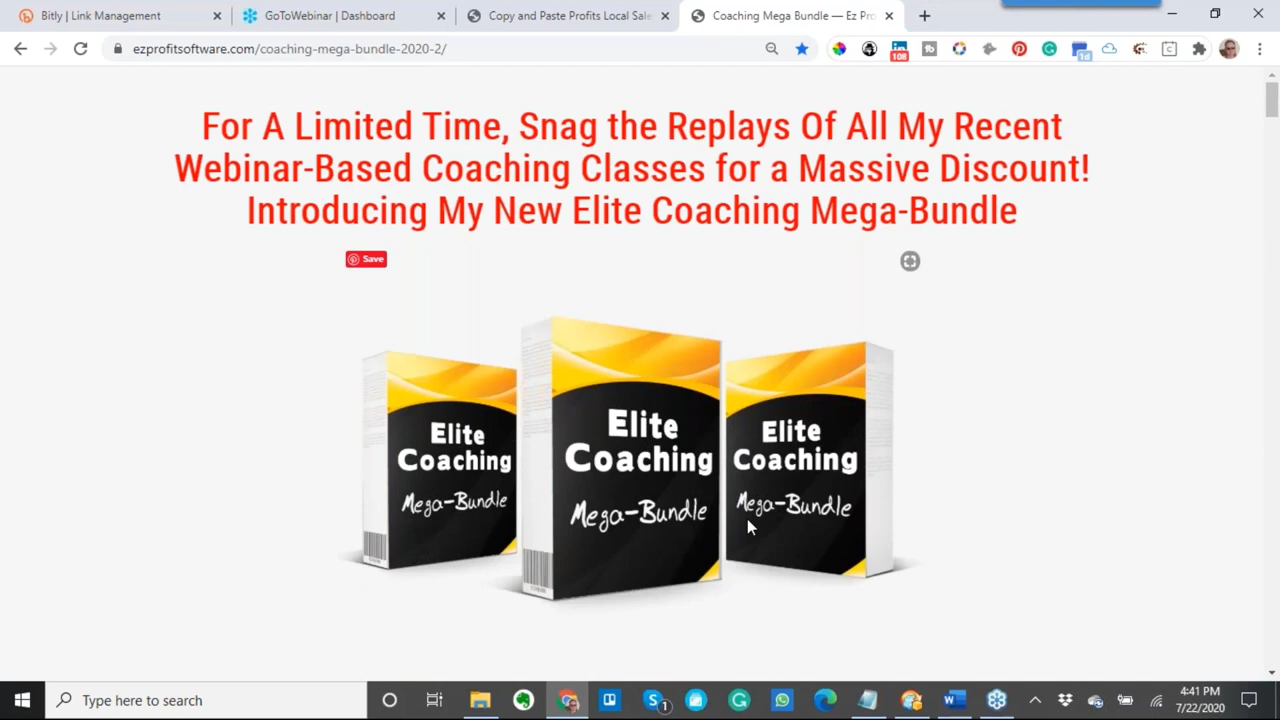 Bitly | Link Management
GoToWebinar | Dashboard
Copy and Paste Profits Local Sale
Coaching Mega Bundle — Ez Pro
ezprofitsoftware.com/coaching-mega-bundle-2020-2/
108
1d
For A Limited Time, Snag the Replays Of All My Recent
Webinar-Based Coaching Classes for a Massive Discount!
Introducing My New Elite Coaching Mega-Bundle
Save
Elite
Coaching
Mega-Bundle
Elite
Coaching
Mega-Bundle
Elite
Coaching
Mega-Bundle
Type here to search
1
4:41 PM
7/22/2020